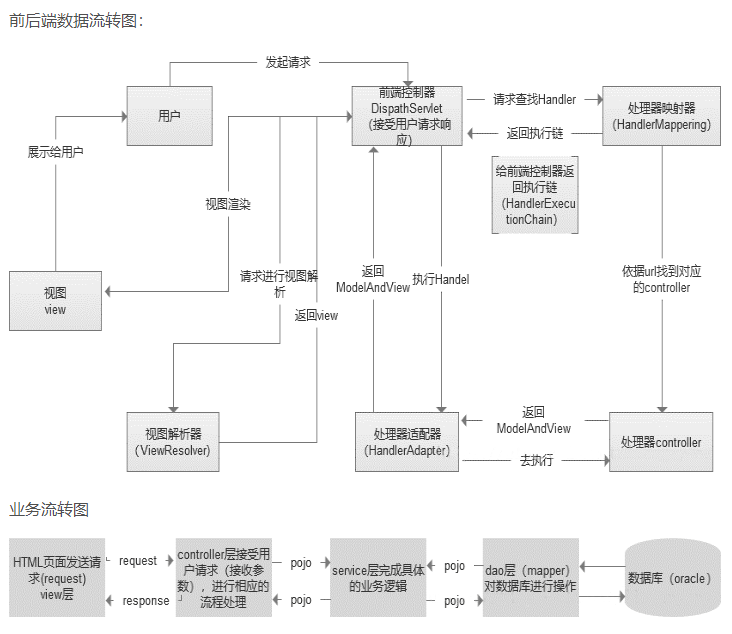 前后端数据流转图：
发起请求
用户
前端控制器
DispathServlet
（接受用户请求响
应）
请求查找Handler
返回执行链
处理器映射器
（HandlerMappering）
展示给用户
给前端控制器返
回执行链
（HandlerExecu
tionChain）
视图渲染
视图
view
请求进行视图解
析
返回view
返回
ModelAndView
执行Handel
依据url找到对应
的controller
视图解析器
（ViewResolver)
处理器适配器
（HandlerAdapter）
返回
ModelAndView
去执行
处理器controller
业务流转图
HTML页面发送请
求(request)
view层
request
response
controller层接受用
户请求（接收参
数），进行相应的
流程处理
pojo
pojo
service层完成具体
的业务逻辑
pojo
pojo
dao层（mapper）
对数据库进行操作
数据库（oracle）